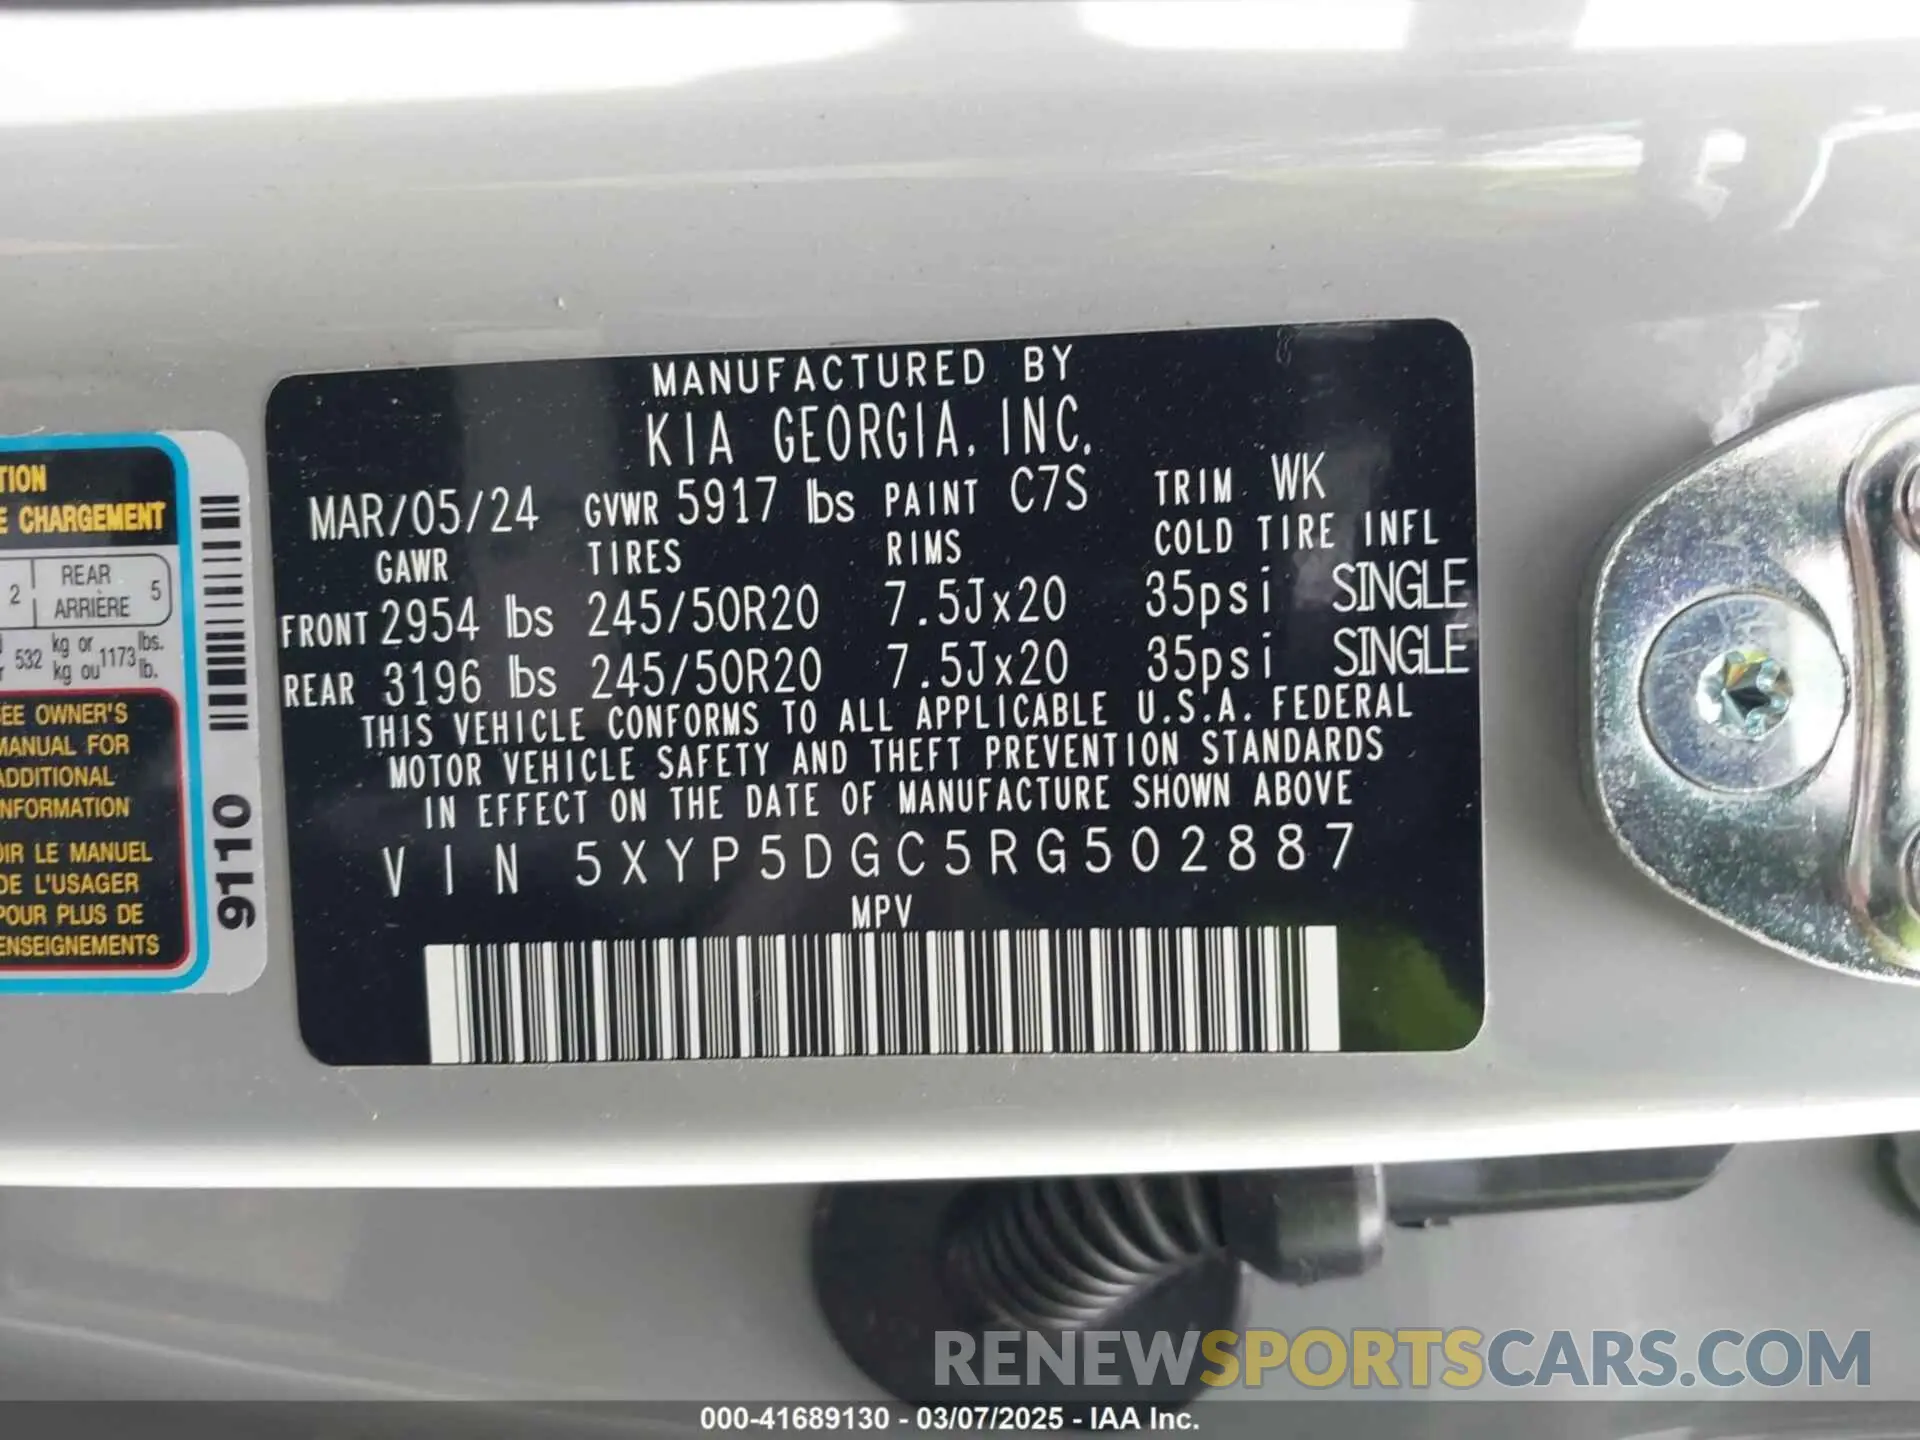 MANUFACTURED BY
KIA GEORGIA, INC.
MAR/05/24 GVWR 5917 lbs PAINT C7S TRIM WK
GAWR TIRES RIMS COLD TIRE INFL
FRONT 2954 lbs 245/50R20 7.5Jx20 35psi SINGLE
REAR 3196 lbs 245/50R20 7.5Jx20 35psi SINGLE
THIS VEHICLE CONFORMS TO ALL APPLICABLE U.S.A. FEDERAL
MOTOR VEHICLE SAFETY AND THEFT PREVENTION STANDARDS
IN EFFECT ON THE DATE OF MANUFACTURE SHOWN ABOVE
VIN 5XYP5DGC5RG502887
MPV
CHARGEMENT
2 REAR 5
ARRIÈRE
532 kg or 1173 lbs.
kg ou lb.
OWNER'S
MANUAL FOR
ADDITIONAL
INFORMATION
LE MANUEL
DE L'USAGER
POUR PLUS DE
9110
RENEWSPORTSCARS.COM
000-41689130 - 03/07/2025 - IAA Inc.